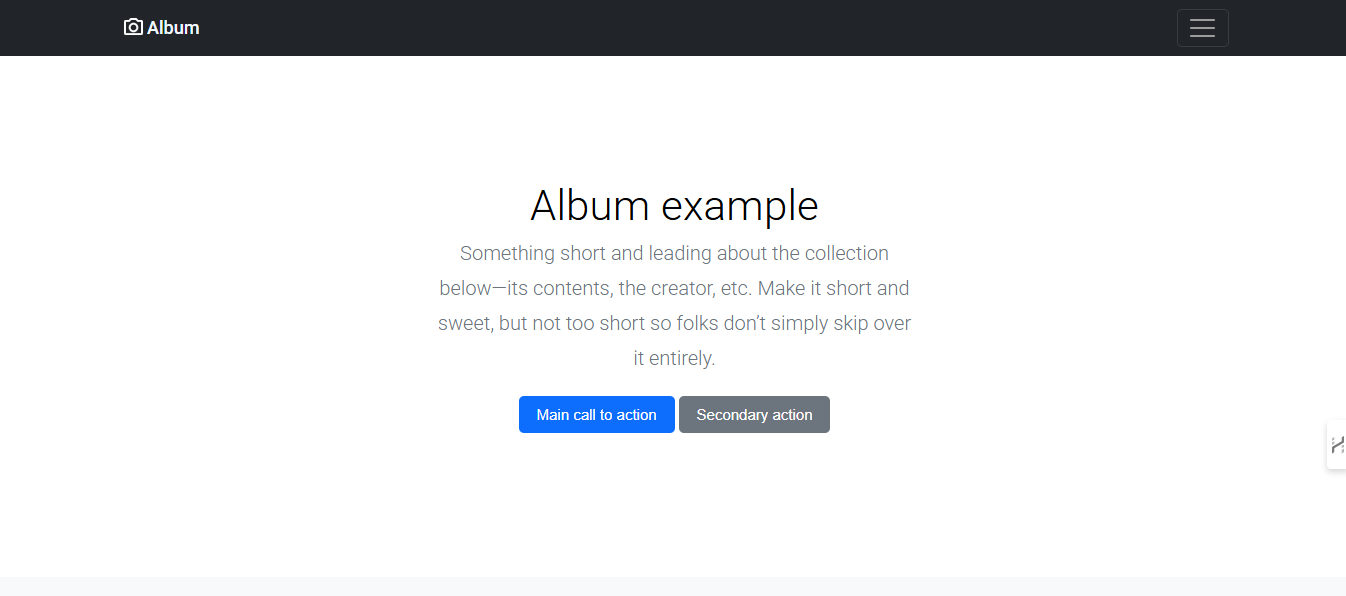 Album
Album example
Something short and leading about the collection
below—its contents, the creator, etc. Make it short and
sweet, but not too short so folks don’t simply skip over
it entirely.
Main call to action
Secondary action